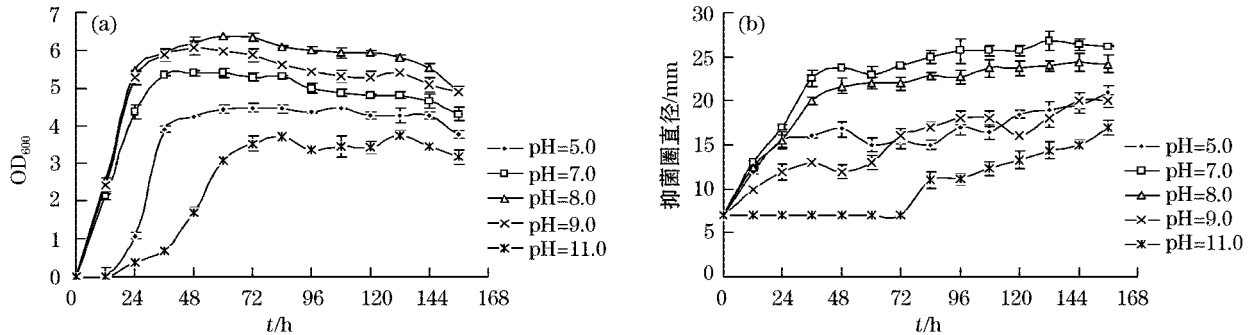 (a)
OD600
7
6
5
4
3
2
1
0
0 24 48 72 96 120 144 168
t/h
pH=5.0
pH=7.0
pH=8.0
pH=9.0
pH=11.0
(b)
抑菌圈直径/mm
30
25
20
15
10
5
0
0 24 48 72 96 120 144 168
t/h
pH=5.0
pH=7.0
pH=8.0
pH=9.0
pH=11.0